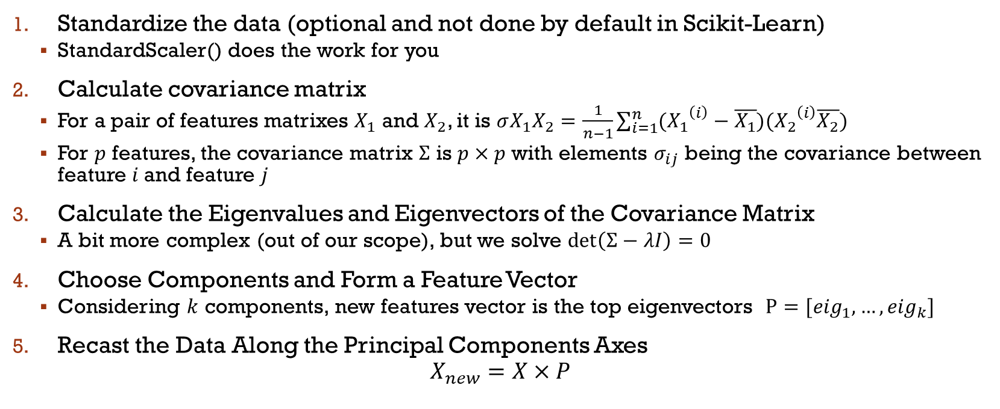 1. Standardize the data (optional and not done by default in Scikit-Learn)
▪ StandardScaler() does the work for you
2. Calculate covariance matrix
▪ For a pair of features matrixes $X_1$ and $X_2$, it is $\sigma X_1 X_2 = \frac{1}{n-1}\sum_{i=1}^{n}(X_1^{(i)} - \overline{X_1})(X_2^{(i)}\overline{X_2})$
▪ For $p$ features, the covariance matrix $\Sigma$ is $p \times p$ with elements $\sigma_{ij}$ being the covariance between
feature $i$ and feature $j$
3. Calculate the Eigenvalues and Eigenvectors of the Covariance Matrix
▪ A bit more complex (out of our scope), but we solve $\det(\Sigma - \lambda I) = 0$
4. Choose Components and Form a Feature Vector
▪ Considering $k$ components, new features vector is the top eigenvectors $\mathrm{P} = [eig_1, \ldots, eig_k]$
5. Recast the Data Along the Principal Components Axes
$X_{new} = X \times P$